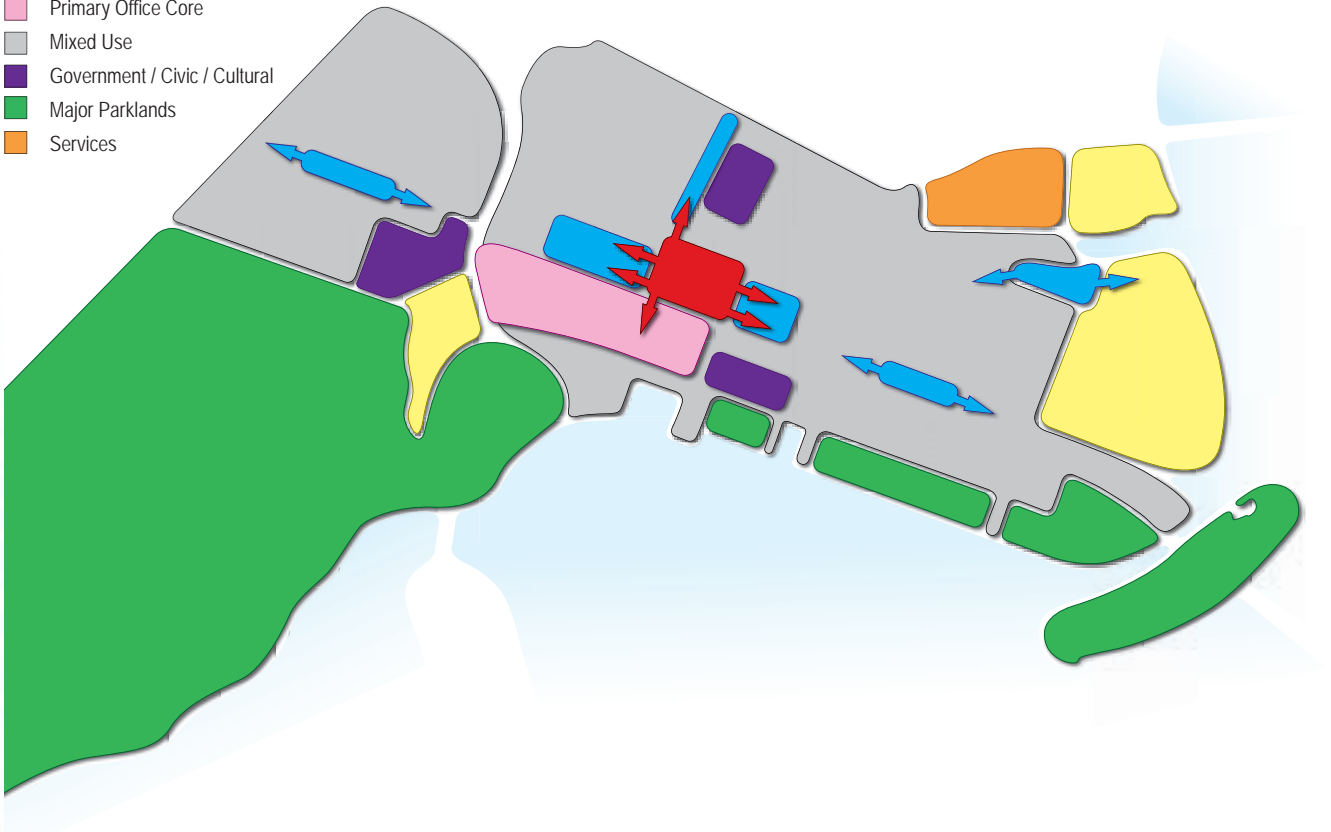 Primary Office Core
Mixed Use
Government / Civic / Cultural
Major Parklands
Services